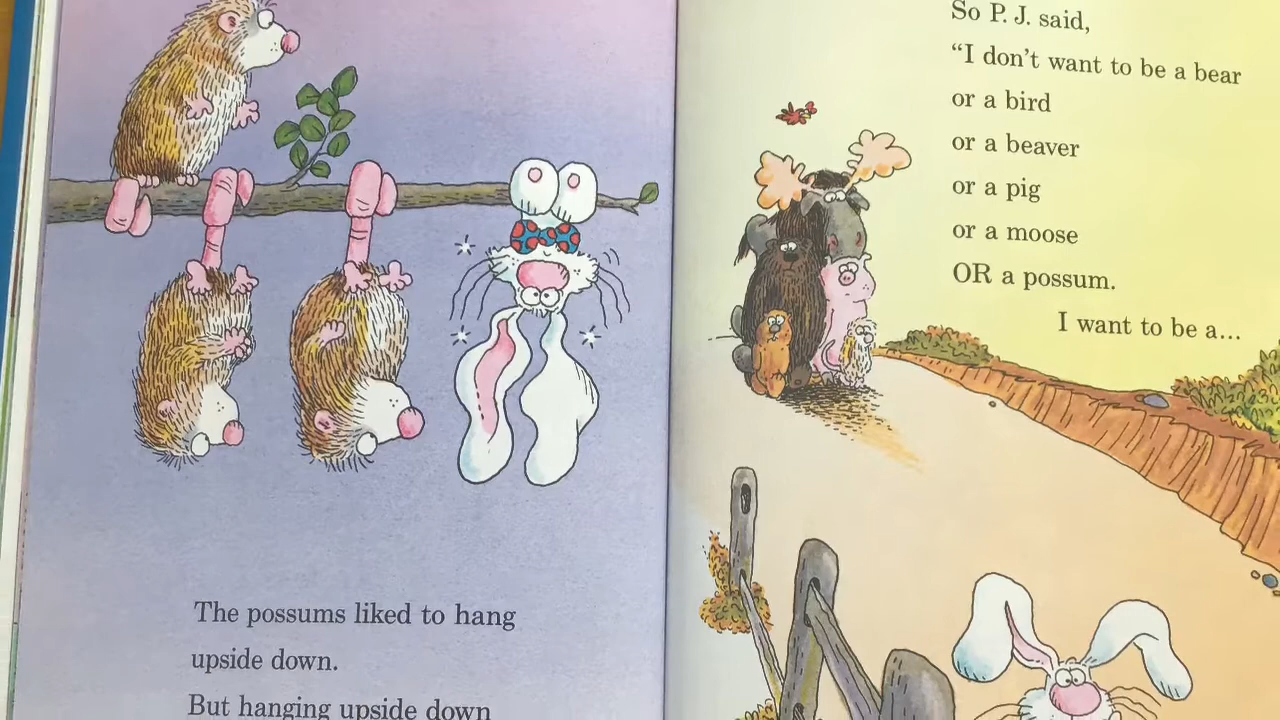 The possums liked to hang
upside down.
But hanging upside down
So P. J. said,
“I don’t want to be a bear
or a bird
or a beaver
or a pig
or a moose
OR a possum.
I want to be a...